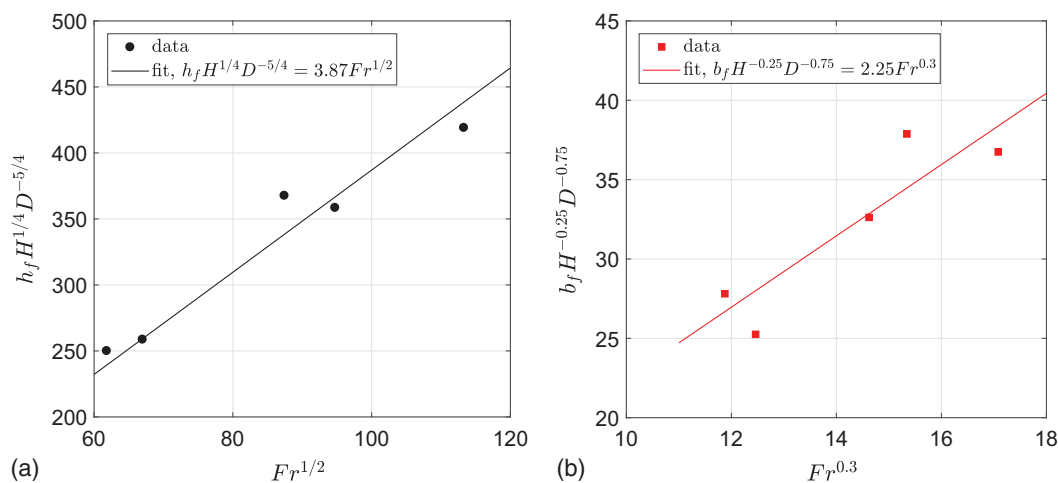 500
450
400
350
300
250
200
60
80
100
120
h_f H^{1/4} D^{-5/4}
Fr^{1/2}
data
fit, h_f H^{1/4} D^{-5/4} = 3.87Fr^{1/2}
(a)
45
40
35
30
25
20
10
12
14
16
18
b_f H^{-0.25} D^{-0.75}
Fr^{0.3}
data
fit, b_f H^{-0.25} D^{-0.75} = 2.25Fr^{0.3}
(b)